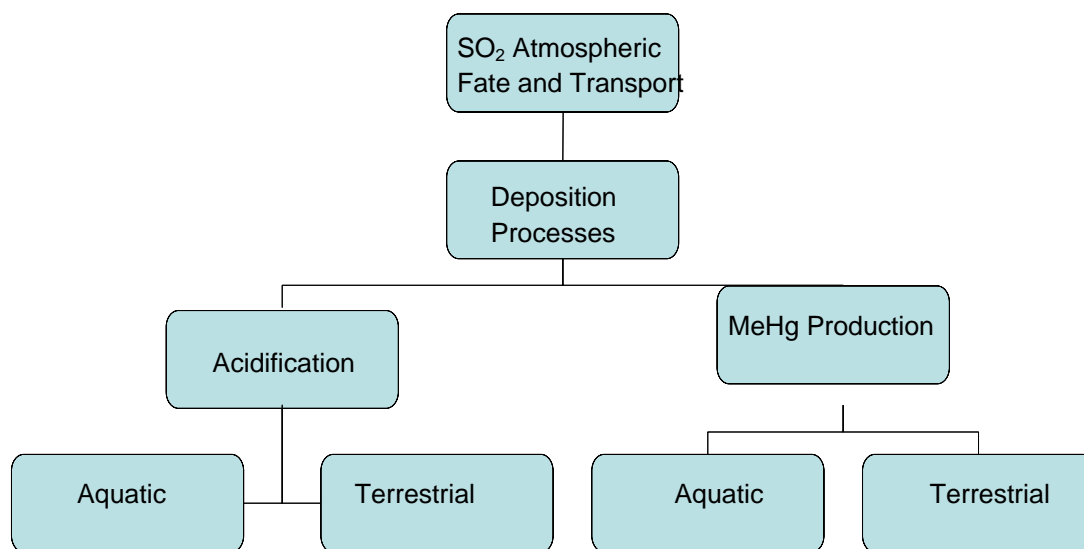 SO₂ Atmospheric
Fate and Transport
Deposition
Processes
MeHg Production
Acidification
Aquatic
Terrestrial
Aquatic
Terrestrial